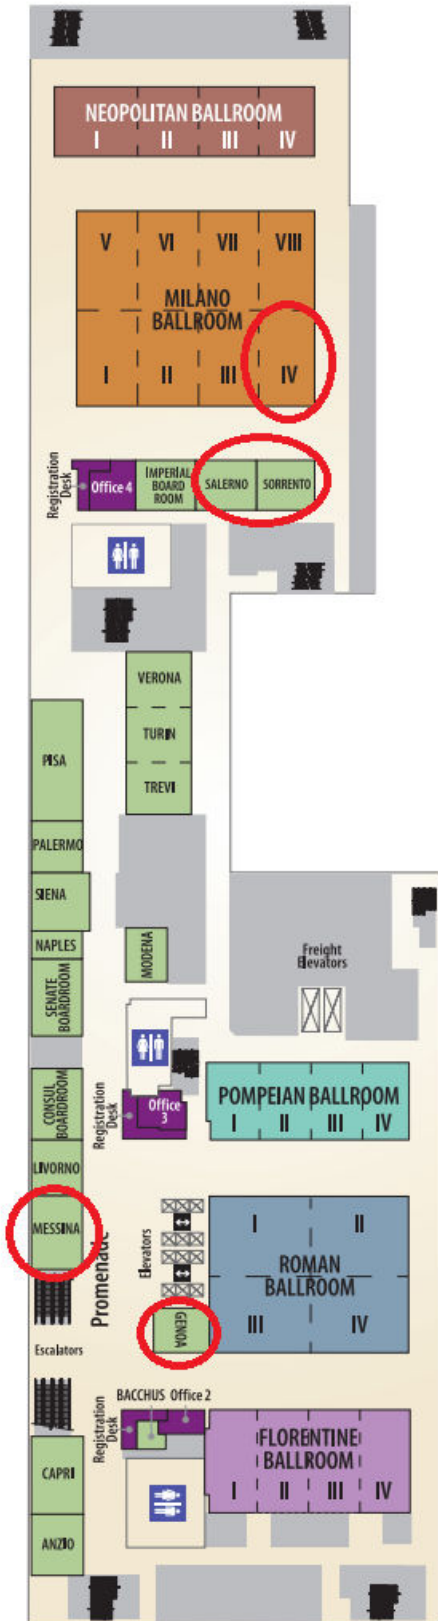 NEOPOLITAN BALLROOM
I II III IV
V VI VII VIII
MILANO
BALLROOM
I II III IV
Registration
Desk
Office 4
IMPERIAL
BOARD
ROOM
SALERNO
SORRENTO
VERONA
TURIN
TREVI
PISA
PALERMO
SIENA
NAPLES
SENATE
BOARDROOM
MODENA
Freight
Elevators
CONSUL
BOARDROOM
Registration
Desk
Office
3
POMPEIAN BALLROOM
I II III IV
LIVORNO
MESSINA
Promenade
Elevators
I II
ROMAN
BALLROOM
III IV
GENOA
Escalators
BACCHUS Office 2
Registration
Desk
FLORENTINE
BALLROOM
I II III IV
CAPRI
ANZIO